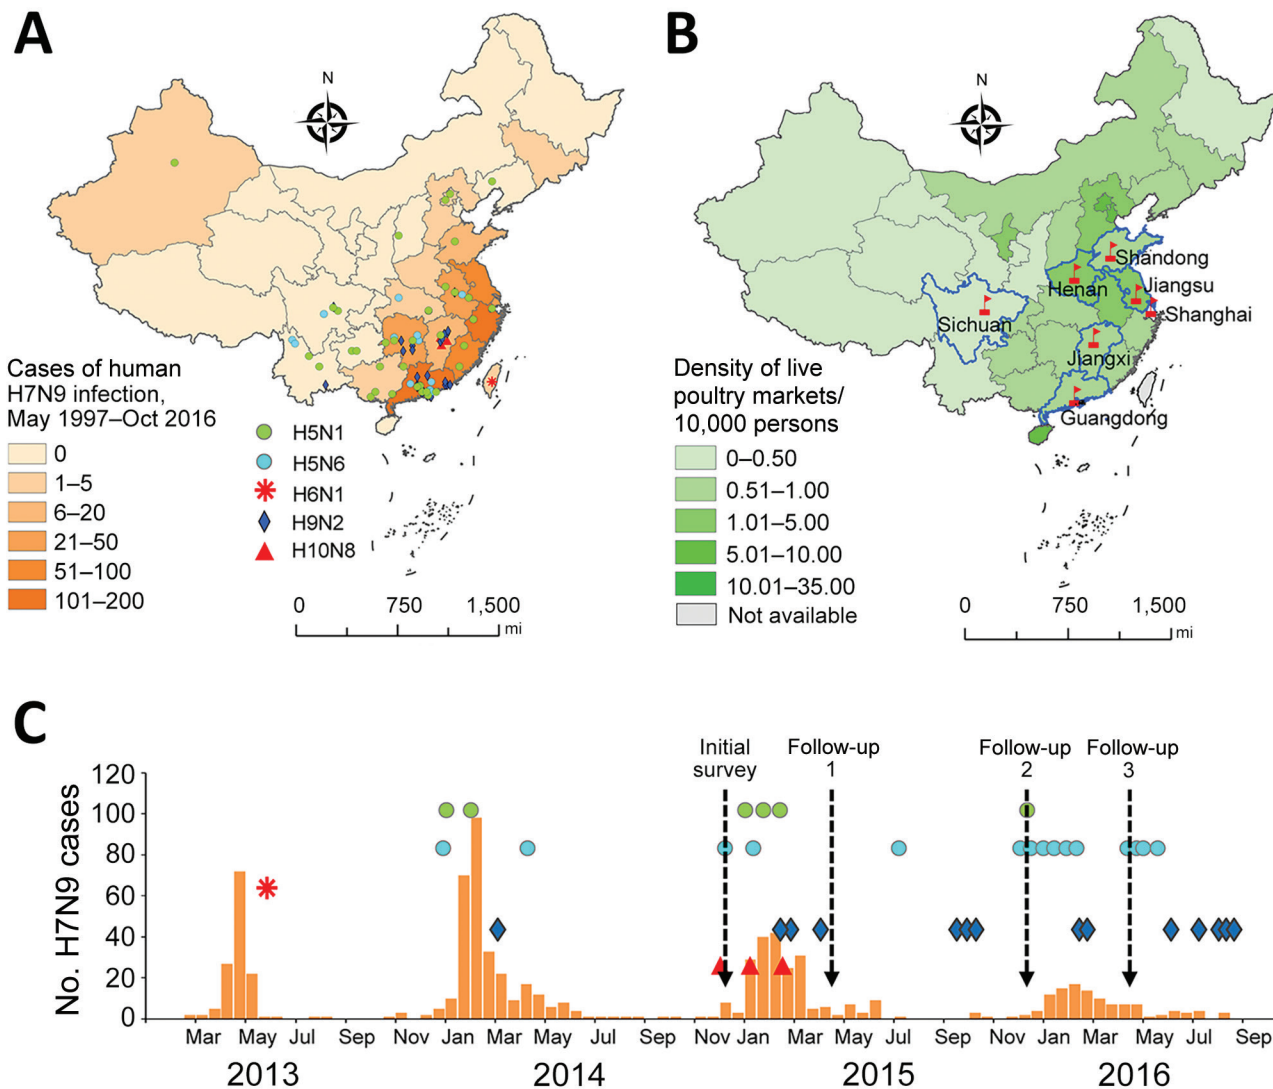 A
N
Cases of human
H7N9 infection,
May 1997–Oct 2016
0
1–5
6–20
21–50
51–100
101–200
H5N1
H5N6
H6N1
H9N2
H10N8
0 750 1,500
mi
B
N
Shandong
Henan
Jiangsu
Shanghai
Sichuan
Jiangxi
Guangdong
Density of live
poultry markets/
10,000 persons
0–0.50
0.51–1.00
1.01–5.00
5.01–10.00
10.01–35.00
Not available
0 750 1,500
mi
C
Initial
survey
Follow-up
1
Follow-up
2
Follow-up
3
No. H7N9 cases
120
100
80
60
40
20
0
Mar May Jul Sep Nov Jan Mar May Jul Sep Nov Jan Mar May Jul Sep Nov Jan Mar May Jul Sep
2013 2014 2015 2016